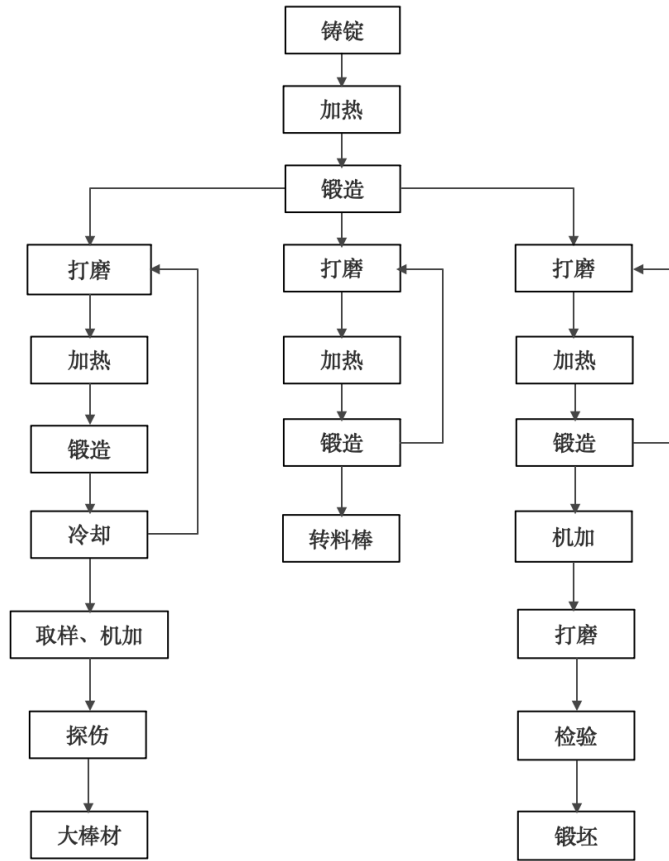 铸锭
加热
锻造
打磨
打磨
打磨
加热
加热
加热
锻造
锻造
锻造
冷却
转料棒
机加
取样、机加
打磨
探伤
检验
大棒材
锻坯